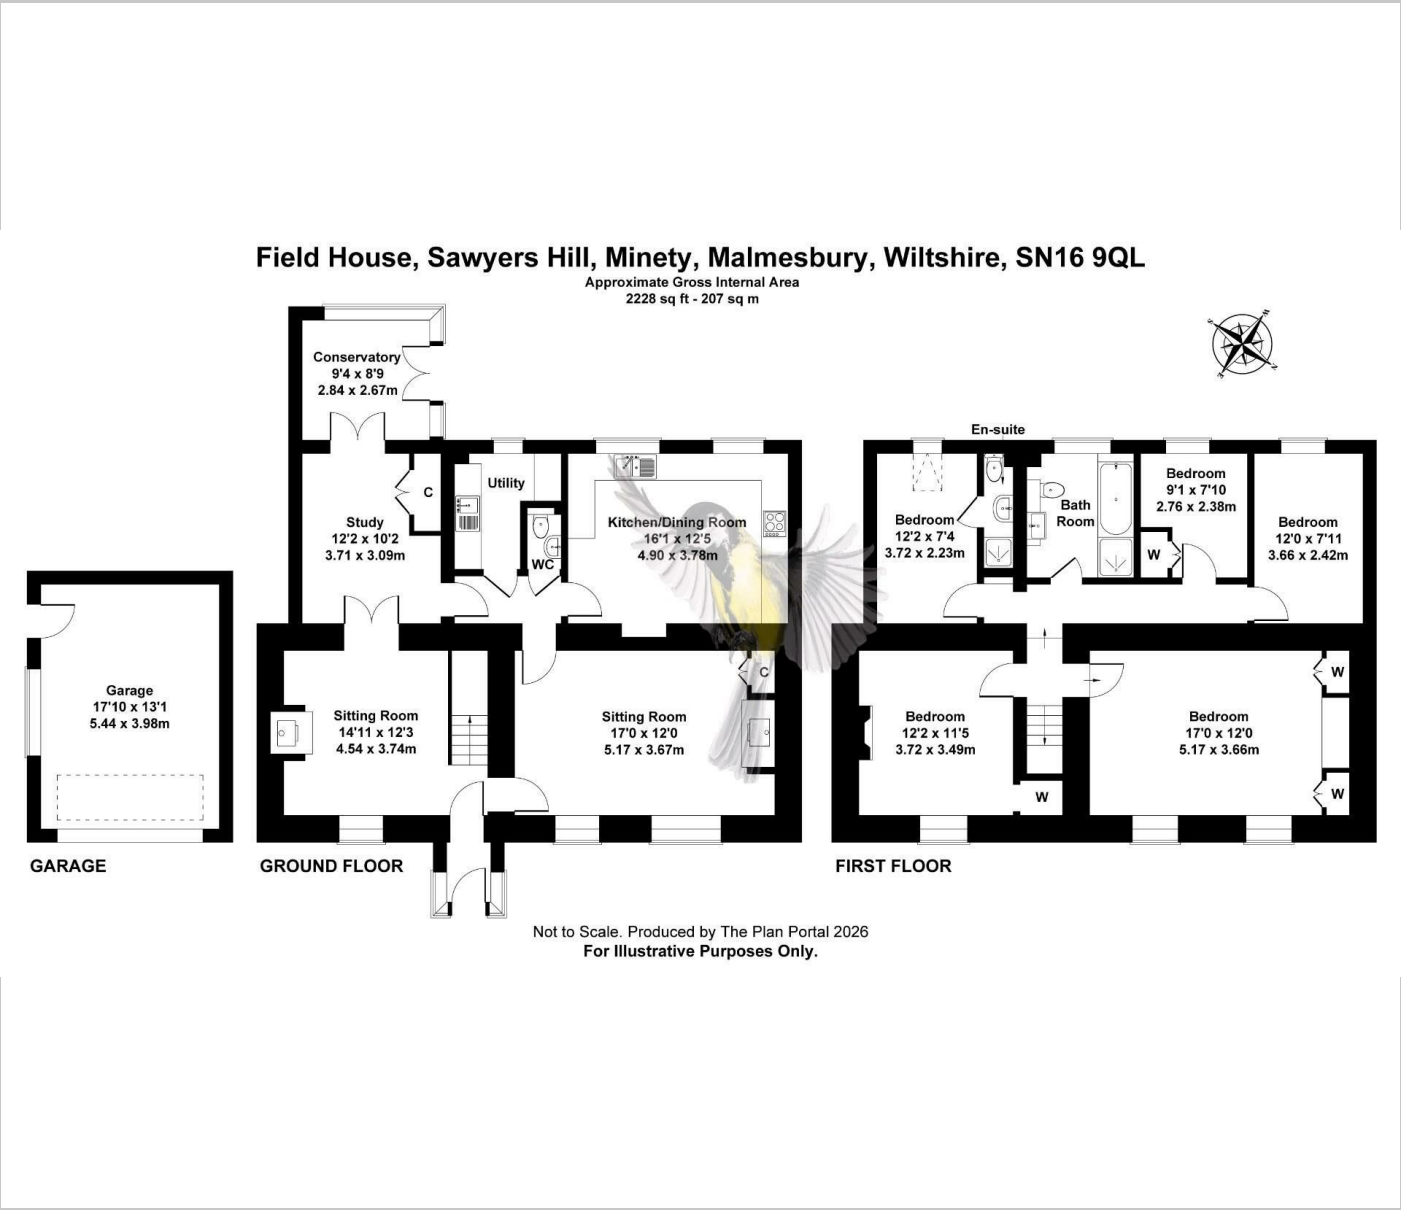 Field House, Sawyers Hill, Minety, Malmesbury, Wiltshire, SN16 9QL
Approximate Gross Internal Area
2228 sq ft - 207 sq m
S
W
E
N
Conservatory
9'4 x 8'9
2.84 x 2.67m
Study
12'2 x 10'2
3.71 x 3.09m
C
Utility
WC
Kitchen/Dining Room
16'1 x 12'5
4.90 x 3.78m
Garage
17'10 x 13'1
5.44 x 3.98m
Sitting Room
14'11 x 12'3
4.54 x 3.74m
Sitting Room
17'0 x 12'0
5.17 x 3.67m
C
En-suite
Bedroom
12'2 x 7'4
3.72 x 2.23m
Bath
Room
Bedroom
9'1 x 7'10
2.76 x 2.38m
W
Bedroom
12'0 x 7'11
3.66 x 2.42m
Bedroom
12'2 x 11'5
3.72 x 3.49m
W
Bedroom
17'0 x 12'0
5.17 x 3.66m
W
W
GARAGE
GROUND FLOOR
FIRST FLOOR
Not to Scale. Produced by The Plan Portal 2026
For Illustrative Purposes Only.